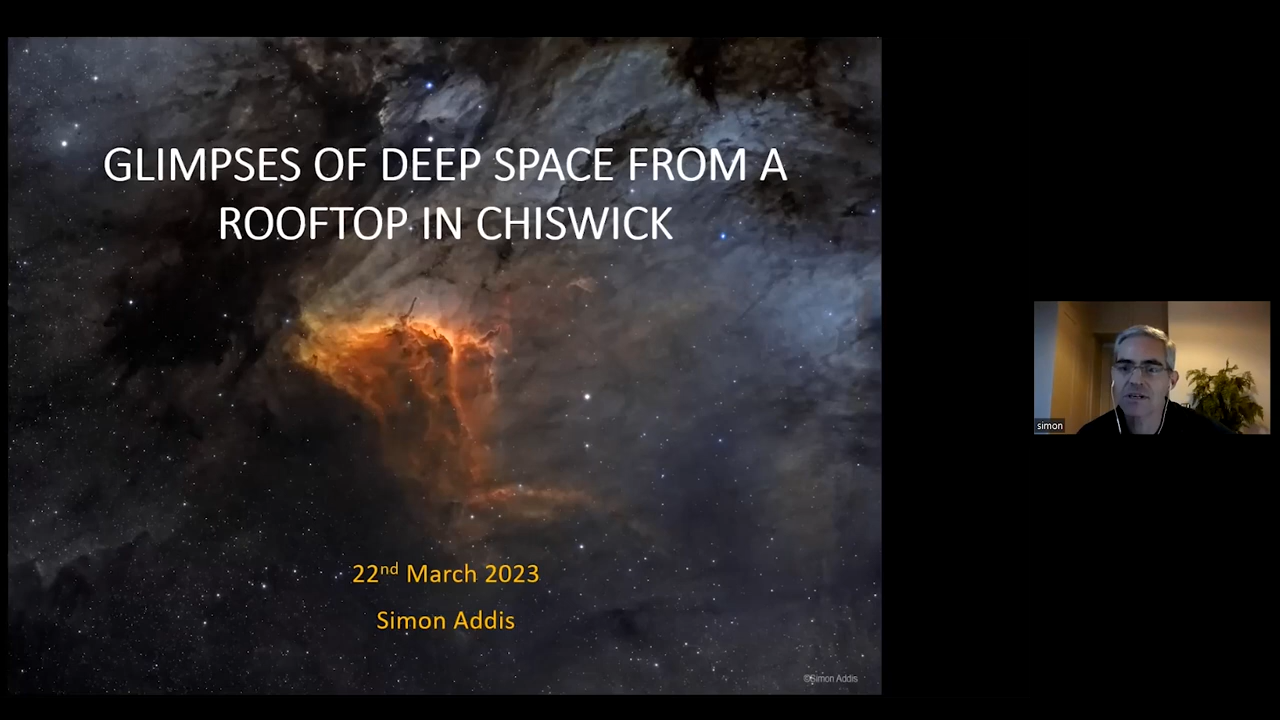 GLIMPSES OF DEEP SPACE FROM A
ROOFTOP IN CHISWICK
22nd March 2023
Simon Addis
©Simon Addis
simon